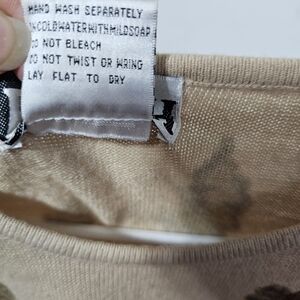 HAND WASH SEPARATELY
INCOLDWATERWITHMILDSOAP
DO NOT BLEACH
DO NOT TWIST OR WRING
LAY FLAT TO DRY